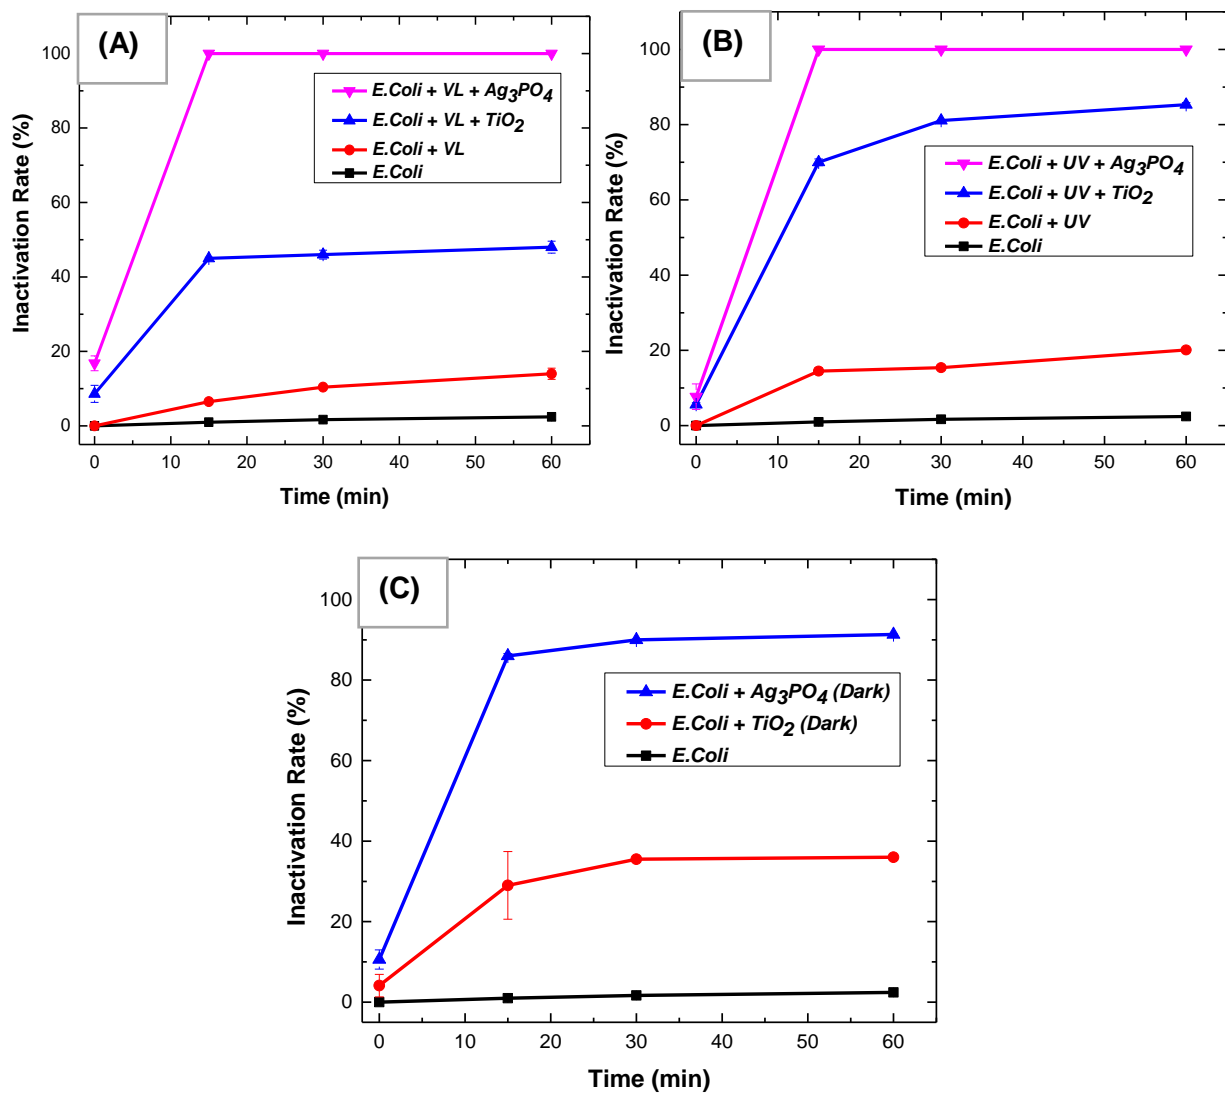 (A)
Inactivation Rate (%)
100
80
60
40
20
0
E.Coli + VL + Ag3PO4
E.Coli + VL + TiO2
E.Coli + VL
E.Coli
0 10 20 30 40 50 60
Time (min)
(B)
Inactivation Rate (%)
100
80
60
40
20
0
E.Coli + UV + Ag3PO4
E.Coli + UV + TiO2
E.Coli + UV
E.Coli
0 10 20 30 40 50 60
Time (min)
(C)
Inactivation Rate (%)
100
80
60
40
20
0
E.Coli + Ag3PO4 (Dark)
E.Coli + TiO2 (Dark)
E.Coli
0 10 20 30 40 50 60
Time (min)